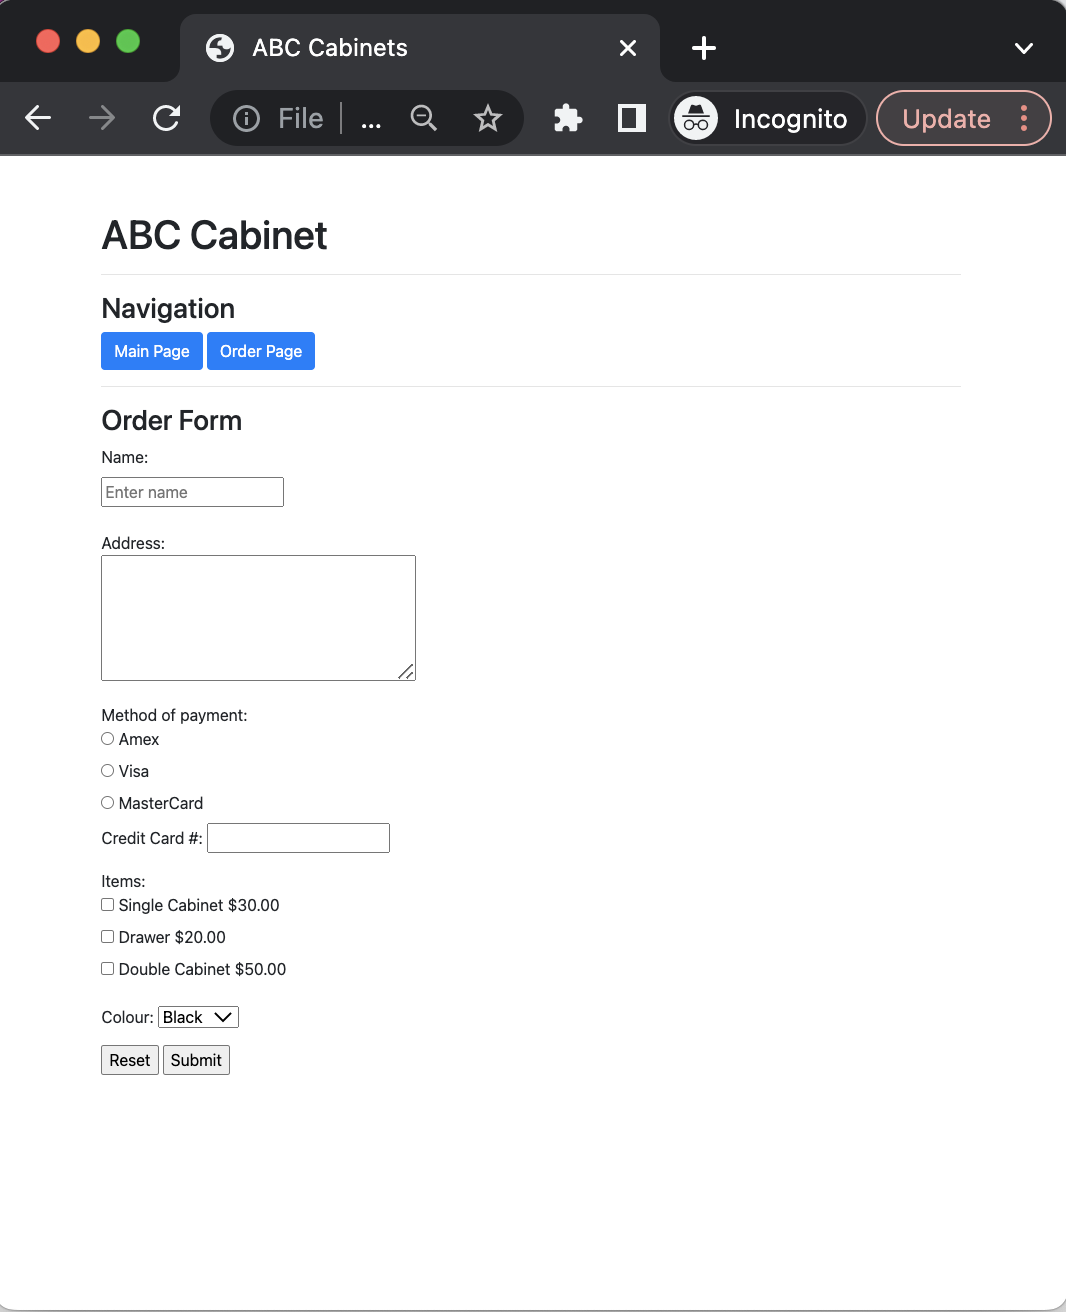 ABC Cabinets
File | ...
Incognito
Update
ABC Cabinet
Navigation
Main Page Order Page
Order Form
Name:
Enter name
Address:
Method of payment:
Amex
Visa
MasterCard
Credit Card #:
Items:
Single Cabinet $30.00
Drawer $20.00
Double Cabinet $50.00
Colour: Black
Reset Submit